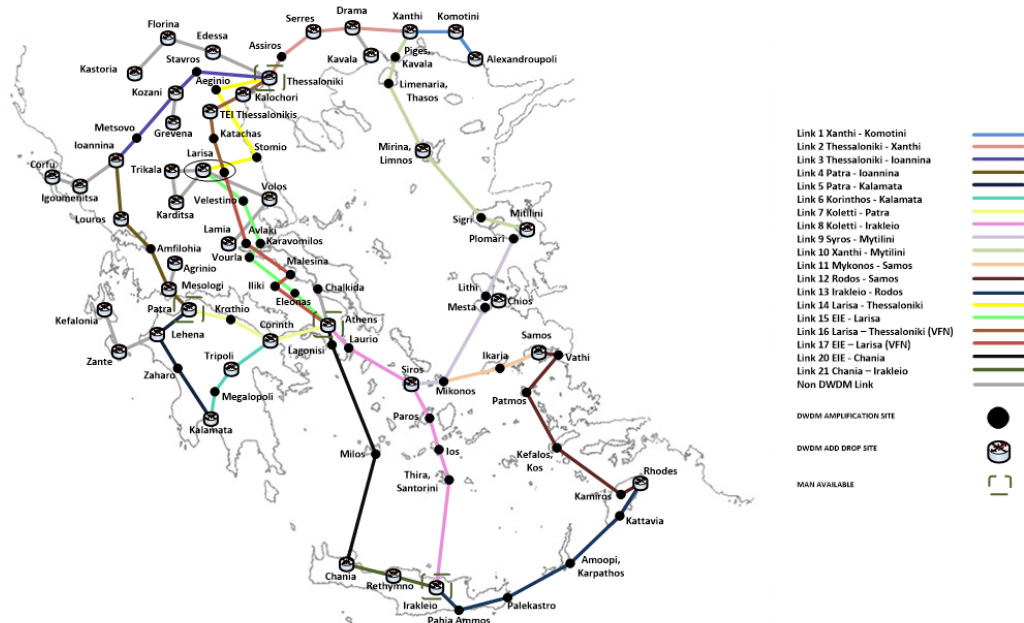 Florina
Edessa
Serres
Drama
Xanthi
Komotini
Assiros
Kastoria
Stavros
Aeginio
Thessaloniki
Kavala
Piges,
Kavala
Alexandroupoli
Kozani
Kalochori
Limenaria,
Thasos
TEI Thessalonikis
Grevena
Metsovo
Katachas
Ioannina
Larisa
Stomio
Mirina,
Limnos
Corfu
Trikala
Igoumenitsa
Karditsa
Velestino
Volos
Louros
Lamia
Avlaki
Karavomilos
Sigri
Mitilini
Plomari
Amfilohia
Vourla
Malesina
Agrinio
Mesologi
Iliki
Eleonas
Chalkida
Lithi
Mesta
Chios
Kefalonia
Patra
Krathio
Athens
Lehena
Corinth
Lagonisi
Laurio
Samos
Vathi
Zante
Tripoli
Ikaria
Zaharo
Siros
Mikonos
Megalopoli
Patmos
Kalamata
Paros
Milos
Ios
Kefalos,
Kos
Thira,
Santorini
Rhodes
Kamiros
Kattavia
Chania
Rethymno
Irakleio
Amoopi,
Karpathos
Palekastro
Pahia Ammos
Link 1 Xanthi - Komotini
Link 2 Thessaloniki - Xanthi
Link 3 Thessaloniki - Ioannina
Link 4 Patra - Ioannina
Link 5 Patra - Kalamata
Link 6 Korinthos - Kalamata
Link 7 Koletti - Patra
Link 8 Koletti - Irakleio
Link 9 Syros - Mytilini
Link 10 Xanthi - Mytilini
Link 11 Mykonos - Samos
Link 12 Rodos - Samos
Link 13 Irakleio - Rodos
Link 14 Larisa - Thessaloniki
Link 15 EIE - Larisa
Link 16 Larisa – Thessaloniki (VFN)
Link 17 EIE – Larisa (VFN)
Link 20 EIE - Chania
Link 21 Chania – Irakleio
Non DWDM Link
DWDM AMPLIFICATION SITE
DWDM ADD DROP SITE
MAN AVAILABLE